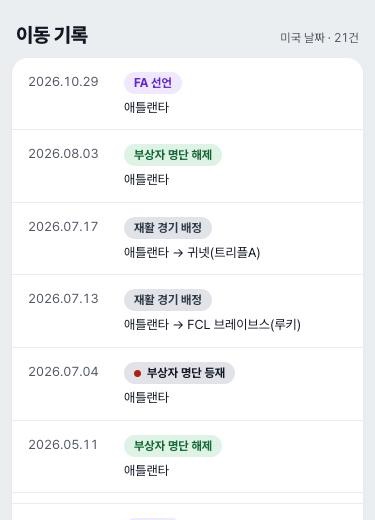 이동 기록
미국 날짜 · 21건
2026.10.29 FA 선언
애틀랜타
2026.08.03 부상자 명단 해제
애틀랜타
2026.07.17 재활 경기 배정
애틀랜타 → 귀넷(트리플A)
2026.07.13 재활 경기 배정
애틀랜타 → FCL 브레이브스(루키)
2026.07.04 부상자 명단 등재
애틀랜타
2026.05.11 부상자 명단 해제
애틀랜타